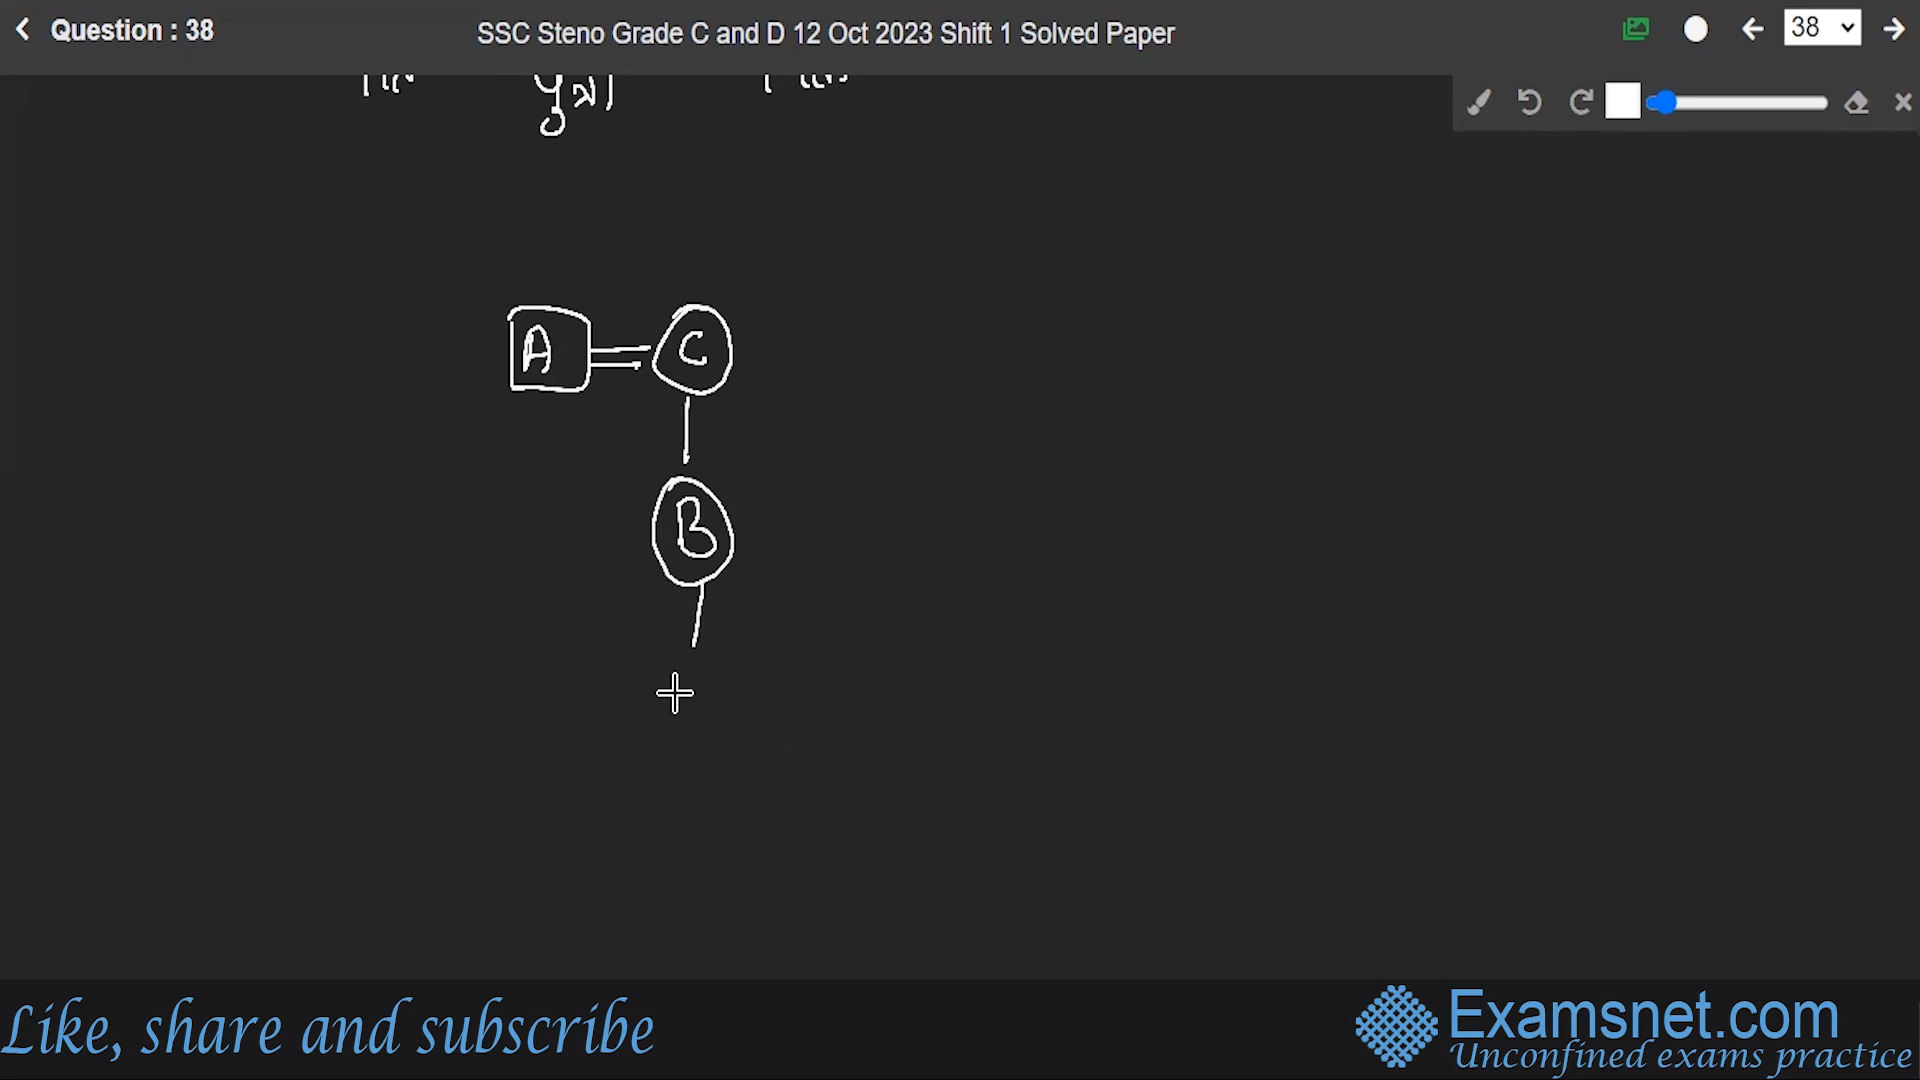 Question : 38
SSC Steno Grade C and D 12 Oct 2023 Shift 1 Solved Paper
38
A
C
B
Like, share and subscribe
Examsnet.com
Unconfined exams practice